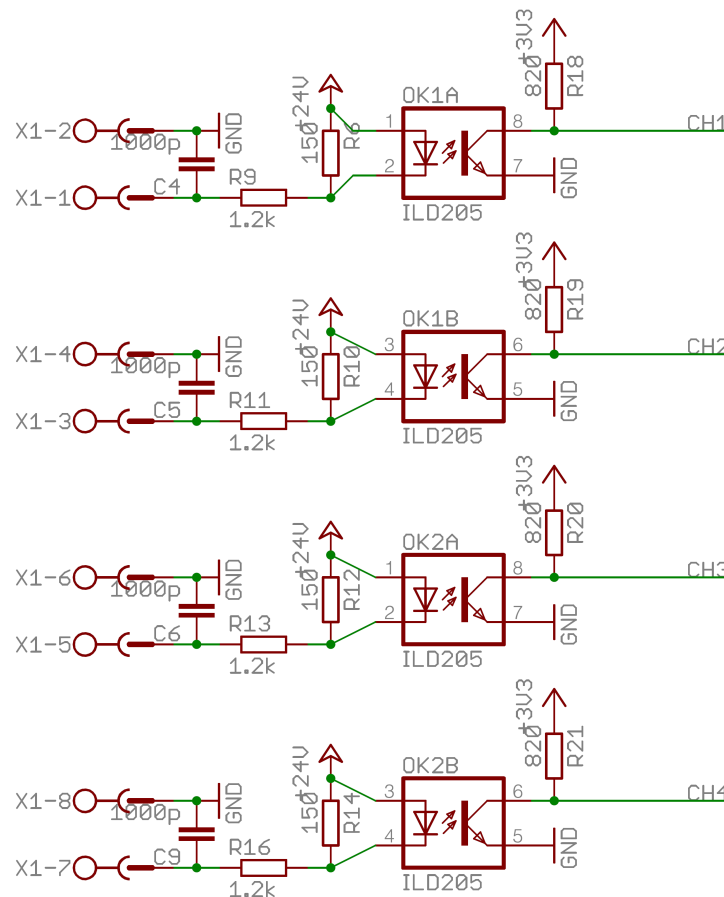 +3V3
820
R18
+24V
150
R6
OK1A
1
8
CH1
X1-2
1000p
GND
2
7
GND
X1-1
C4
R9
1.2k
ILD205
+3V3
820
R19
+24V
150
R10
OK1B
3
6
CH2
X1-4
1000p
GND
4
5
GND
X1-3
C5
R11
1.2k
ILD205
+3V3
820
R20
+24V
150
R12
OK2A
1
8
CH3
X1-6
1000p
GND
2
7
GND
X1-5
C6
R13
1.2k
ILD205
+3V3
820
R21
+24V
150
R14
OK2B
3
6
CH4
X1-8
1000p
GND
4
5
GND
X1-7
C9
R16
1.2k
ILD205